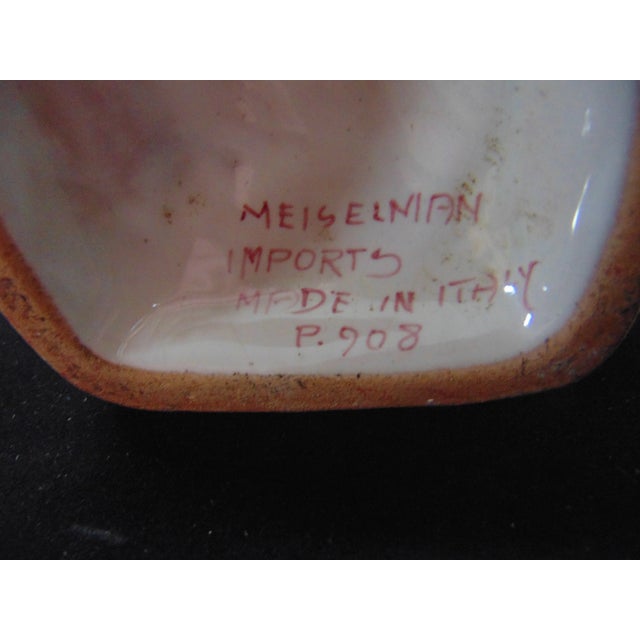 MEISELMAN
IMPORTS
MADE IN ITALY
P.908